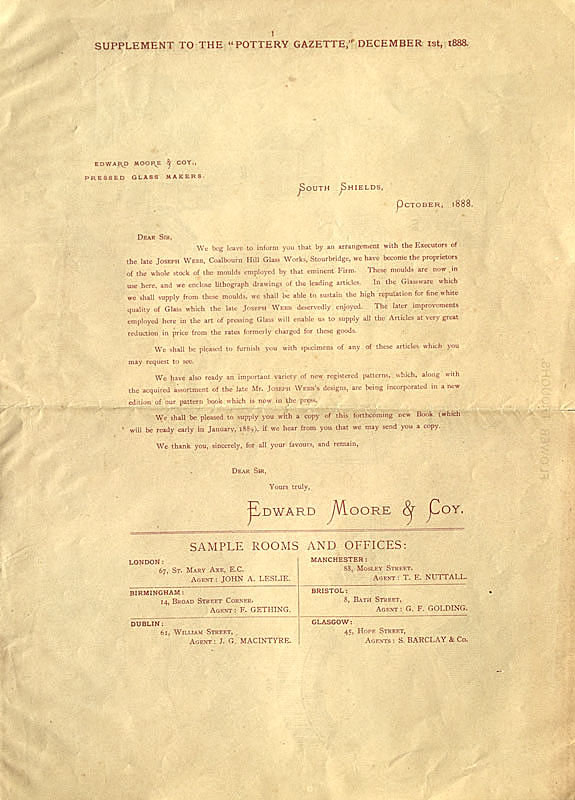 1
SUPPLEMENT TO THE "POTTERY GAZETTE," DECEMBER 1st, 1888.
EDWARD MOORE & COY.,
PRESSED GLASS MAKERS.
SOUTH SHIELDS,
OCTOBER, 1888.
DEAR SIR,
We beg leave to inform you that by an arrangement with the Executors of
the late JOSEPH WEBB, Coalbourn Hill Glass Works, Stourbridge, we have become the proprietors
of the whole stock of the moulds employed by that eminent Firm. These moulds are now in
use here, and we enclose lithograph drawings of the leading articles. In the Glassware which
we shall supply from these moulds, we shall be able to sustain the high reputation for fine white
quality of Glass which the late JOSEPH WEBB deservedly enjoyed. The later improvements
employed here in the art of pressing Glass will enable us to supply all the Articles at very great
reduction in price from the rates formerly charged for these goods.
We shall be pleased to furnish you with specimens of any of these articles which you
may request to see.
We have also ready an important variety of new registered patterns, which, along with
the acquired assortment of the late Mr. JOSEPH WEBB's designs, are being incorporated in a new
edition of our pattern book which is now in the press.
We shall be pleased to supply you with a copy of this forthcoming new Book (which
will be ready early in January, 1889), if we hear from you that we may send you a copy.
We thank you, sincerely, for all your favours, and remain,
DEAR SIR,
Yours truly,
EDWARD MOORE & COY.
SAMPLE ROOMS AND OFFICES:
LONDON:
67, ST. MARY AXE, E.C.
AGENT: JOHN A. LESLIE.
BIRMINGHAM:
14, BROAD STREET CORNER.
AGENT: F. GETHING.
DUBLIN:
61, WILLIAM STREET,
AGENT: J. G. MACINTYRE.
MANCHESTER:
88, MOSLEY STREET.
AGENT: T. E. NUTTALL.
BRISTOL:
8, BATH STREET,
AGENT: G. F. GOLDING.
GLASGOW:
45, HOPE STREET,
AGENTS: S. BARCLAY & Co.